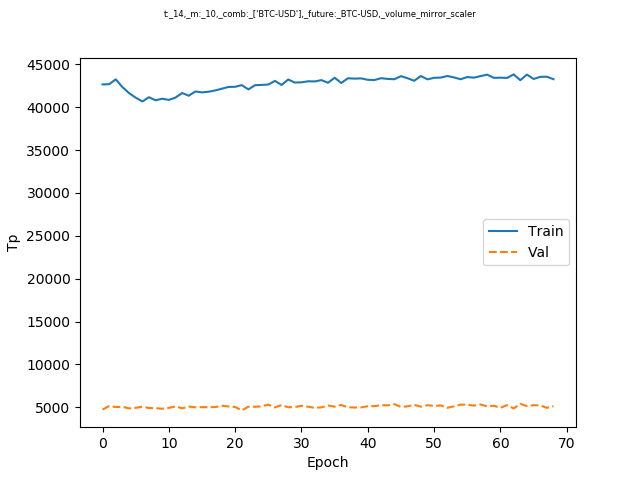 t:_14,_m:_10,_comb:_['BTC-USD'],_future:_BTC-USD,_volume_mirror_scaler
45000
40000
35000
30000
25000
20000
15000
10000
5000
Tp
Train
Val
0 10 20 30 40 50 60 70
Epoch